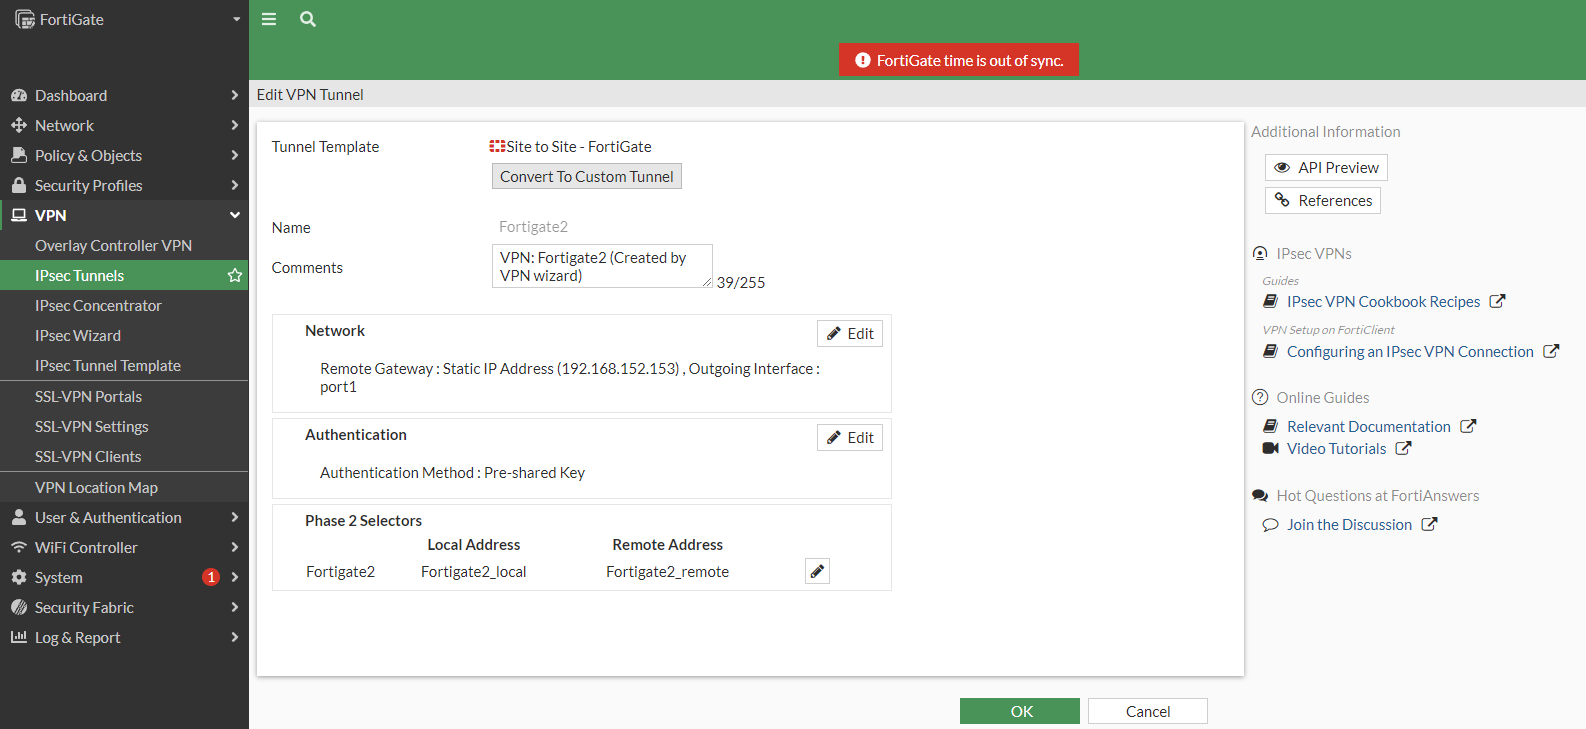 FortiGate
FortiGate time is out of sync.
Dashboard
Network
Policy & Objects
Security Profiles
VPN
Overlay Controller VPN
IPsec Tunnels
IPsec Concentrator
IPsec Wizard
IPsec Tunnel Template
SSL-VPN Portals
SSL-VPN Settings
SSL-VPN Clients
VPN Location Map
User & Authentication
WiFi Controller
System 1
Security Fabric
Log & Report
Edit VPN Tunnel
Tunnel Template Site to Site - FortiGate
Convert To Custom Tunnel
Name Fortigate2
Comments VPN: Fortigate2 (Created by
VPN wizard) 39/255
Network Edit
Remote Gateway : Static IP Address (192.168.152.153) , Outgoing Interface :
port1
Authentication Edit
Authentication Method : Pre-shared Key
Phase 2 Selectors
Local Address Remote Address
Fortigate2 Fortigate2_local Fortigate2_remote
OK Cancel
Additional Information
API Preview
References
IPsec VPNs
Guides
IPsec VPN Cookbook Recipes
VPN Setup on FortiClient
Configuring an IPsec VPN Connection
Online Guides
Relevant Documentation
Video Tutorials
Hot Questions at FortiAnswers
Join the Discussion